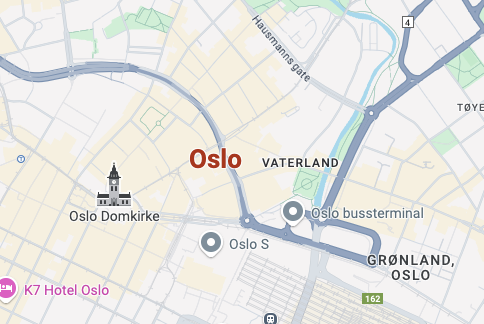 4
Hausmanns gate
TØYE
Oslo
VATERLAND
Oslo Domkirke
Oslo bussterminal
Oslo S
GRØNLAND,
OSLO
K7 Hotel Oslo
162